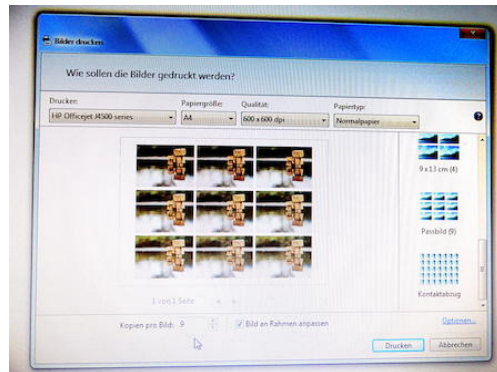 Bilder drucken
Wie sollen die Bilder gedruckt werden?
Drucker: Papiergröße: Qualität: Papiertyp:
HP Officejet J4500 series A4 600 x 600 dpi Normalpapier
9 x 13 cm (4)
Passbild (9)
Kontaktabzug
1 von 1 Seite
Kopien pro Bild: 9 Bild an Rahmen anpassen Optionen...
Drucken Abbrechen